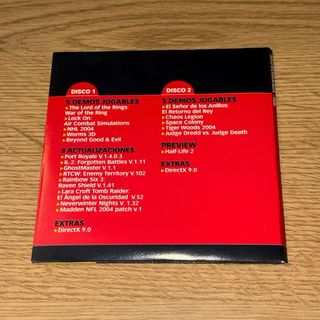 DISCO 1
5 DEMOS JUGABLES
The Lord of the Rings:
War of the Ring
Lock On:
Air Combat Simulations
NHL 2004
Worms 3D
Beyond Good & Evil
8 ACTUALIZACIONES
Port Royale V.1.4.0.3
IL 2: Forgotten Battles V 1.11
GhostMaster V 1.1
RTCW: Enemy Territory V.102
Rainbow Six 3:
Raven Shield V.1.41
Lara Croft Tomb Raider:
El Ángel de la Oscuridad V.52
Neverwinter Nights V. 1.32
Madden NFL 2004 patch v.1
EXTRAS
DirectX 9.0
DISCO 2
5 DEMOS JUGABLES
El Señor de los Anillos:
El Retorno del Rey
Chaos Legion
Space Colony
Tiger Woods 2004
Judge Dredd vs. Judge Death
PREVIEW
Half-Life 2
EXTRAS
DirectX 9.0